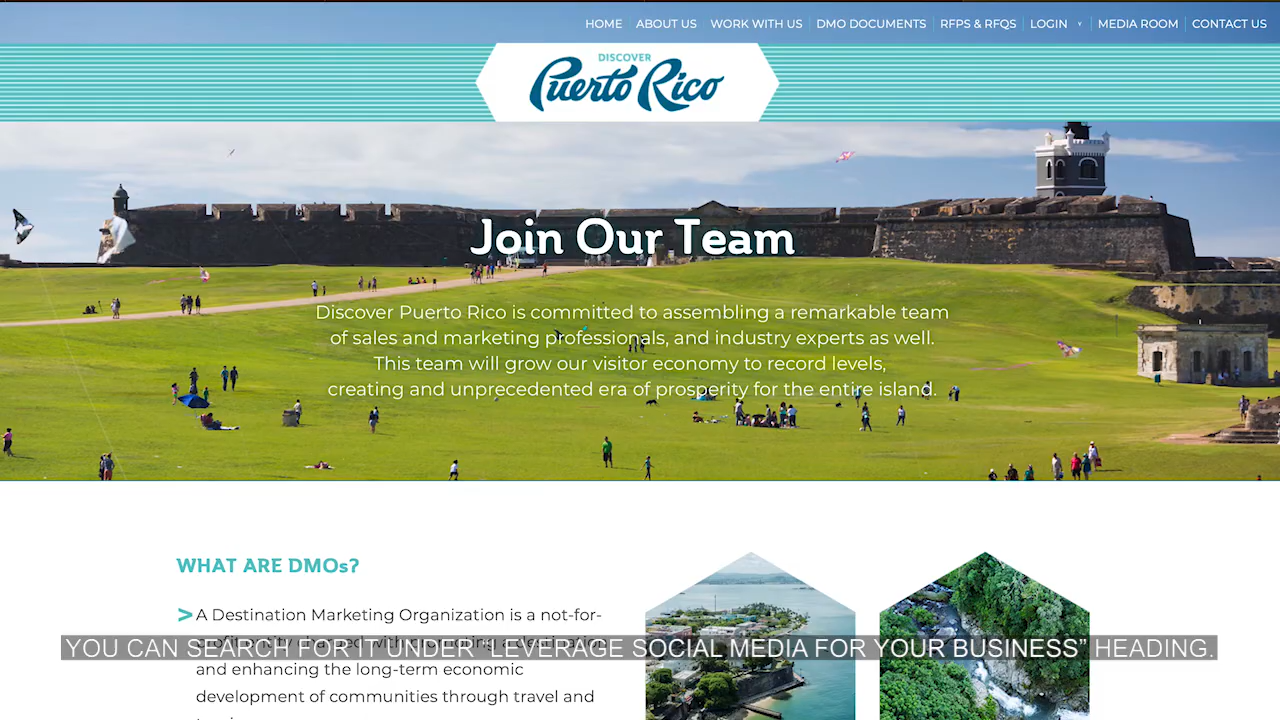 HOME ABOUT US WORK WITH US DMO DOCUMENTS RFPS & RFQS LOGIN MEDIA ROOM CONTACT US
DISCOVER
Puerto Rico
Join Our Team
Discover Puerto Rico is committed to assembling a remarkable team
of sales and marketing professionals, and industry experts as well.
This team will grow our visitor economy to record levels,
creating and unprecedented era of prosperity for the entire island.
WHAT ARE DMOs?
> A Destination Marketing Organization is a not-for-
YOU CAN SEARCH FOR IT UNDER "LEVERAGE SOCIAL MEDIA FOR YOUR BUSINESS” HEADING.
and enhancing the long-term economic
development of communities through travel and